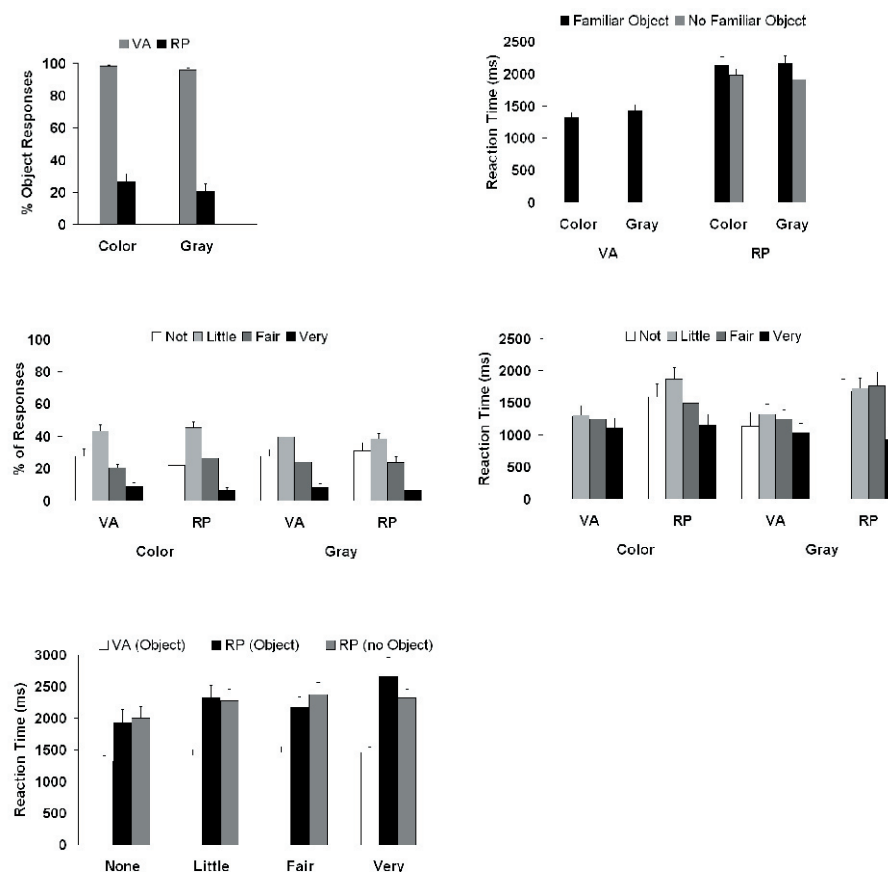 VA RP
100
80
60
40
20
0
% Object Responses
Color Gray
Familiar Object No Familiar Object
2500
2000
1500
1000
500
0
Reaction Time (ms)
Color Gray Color Gray
VA RP
Not Little Fair Very
100
80
60
40
20
0
% of Responses
VA RP VA RP
Color Gray
Not Little Fair Very
2500
2000
1500
1000
500
0
Reaction Time (ms)
VA RP VA RP
Color Gray
VA (Object) RP (Object) RP (no Object)
3000
2500
2000
1500
1000
500
0
Reaction Time (ms)
None Little Fair Very